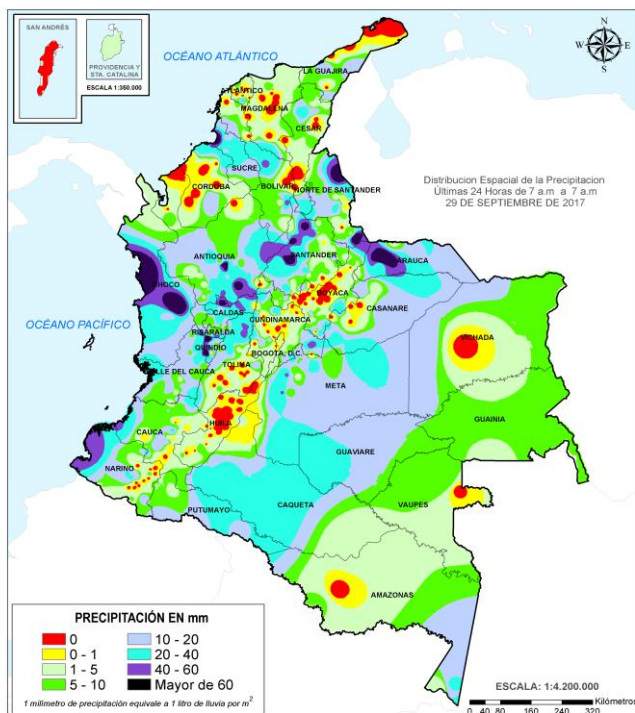 SAN ANDRÉS
PROVIDENCIA Y
STA. CATALINA
ESCALA 1:350.000
OCÉANO ATLÁNTICO
N
W E
S
LA GUAJIRA
ATLÁNTICO
MAGDALENA
CESAR
SUCRE
CORDOBA
BOLIVAR
NORTE DE SANTANDER
Distribucion Espacial de la Precipitacion
Últimas 24 Horas de 7 a.m a 7 a.m
29 DE SEPTIEMBRE DE 2017
ANTIOQUIA
SANTANDER
ARAUCA
CHOCO
BOYACA
CASANARE
CALDAS
CUNDINAMARCA
OCÉANO PACÍFICO
RISARALDA
VICHADA
QUINDIO
BOGOTA, D.C.
TOLIMA
VALLE DEL CAUCA
META
GUAINIA
HUILA
CAUCA
GUAVIARE
NARIÑO
VAUPES
CAQUETA
PUTUMAYO
AMAZONAS
PRECIPITACIÓN EN mm
0 10 - 20
0 - 1 20 - 40
1 - 5 40 - 60
5 - 10 Mayor de 60
1 milimetro de precipitación equivale a 1 litro de lluvia por m²
ESCALA: 1:4.200.000
Kilómetros
0 40 80 160 240 320